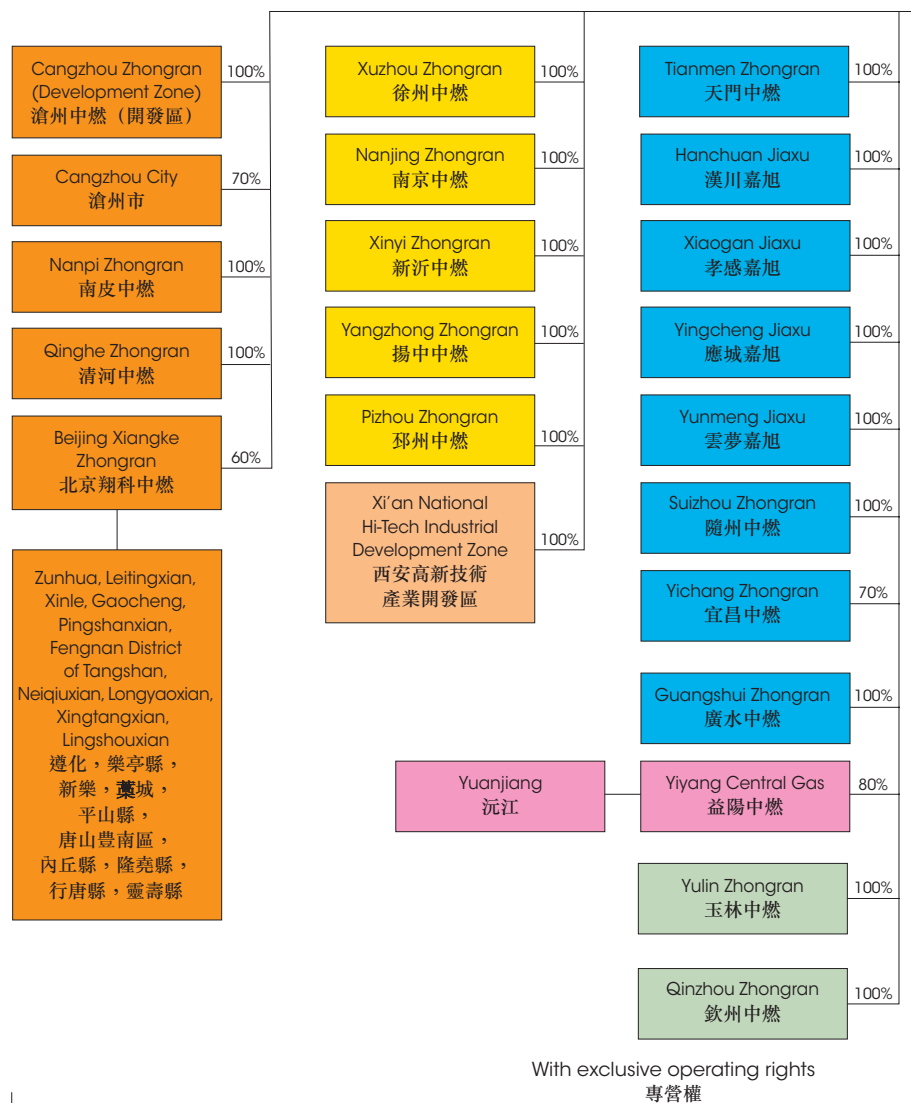 Cangzhou Zhongran
(Development Zone)
滄州中燃（開發區）
100%
Cangzhou City
滄州市
70%
Nanpi Zhongran
南皮中燃
100%
Qinghe Zhongran
清河中燃
100%
Beijing Xiangke
Zhongran
北京翔科中燃
60%
Zunhua, Leitingxian,
Xinle, Gaocheng,
Pingshanxian,
Fengnan District
of Tangshan,
Neiqiuxian, Longyaoxian,
Xingtangxian,
Lingshouxian
遵化，樂亭縣，
新樂，藁城，
平山縣，
唐山豊南區，
內丘縣，隆堯縣，
行唐縣，靈壽縣
Xuzhou Zhongran
徐州中燃
100%
Nanjing Zhongran
南京中燃
100%
Xinyi Zhongran
新沂中燃
100%
Yangzhong Zhongran
揚中中燃
100%
Pizhou Zhongran
邳州中燃
100%
Xi'an National
Hi-Tech Industrial
Development Zone
西安高新技術
產業開發區
100%
Tianmen Zhongran
天門中燃
100%
Hanchuan Jiaxu
漢川嘉旭
100%
Xiaogan Jiaxu
孝感嘉旭
100%
Yingcheng Jiaxu
應城嘉旭
100%
Yunmeng Jiaxu
雲夢嘉旭
100%
Suizhou Zhongran
隨州中燃
100%
Yichang Zhongran
宜昌中燃
70%
Guangshui Zhongran
廣水中燃
100%
Yuanjiang
沅江
Yiyang Central Gas
益陽中燃
80%
Yulin Zhongran
玉林中燃
100%
Qinzhou Zhongran
欽州中燃
100%
With exclusive operating rights
專營權